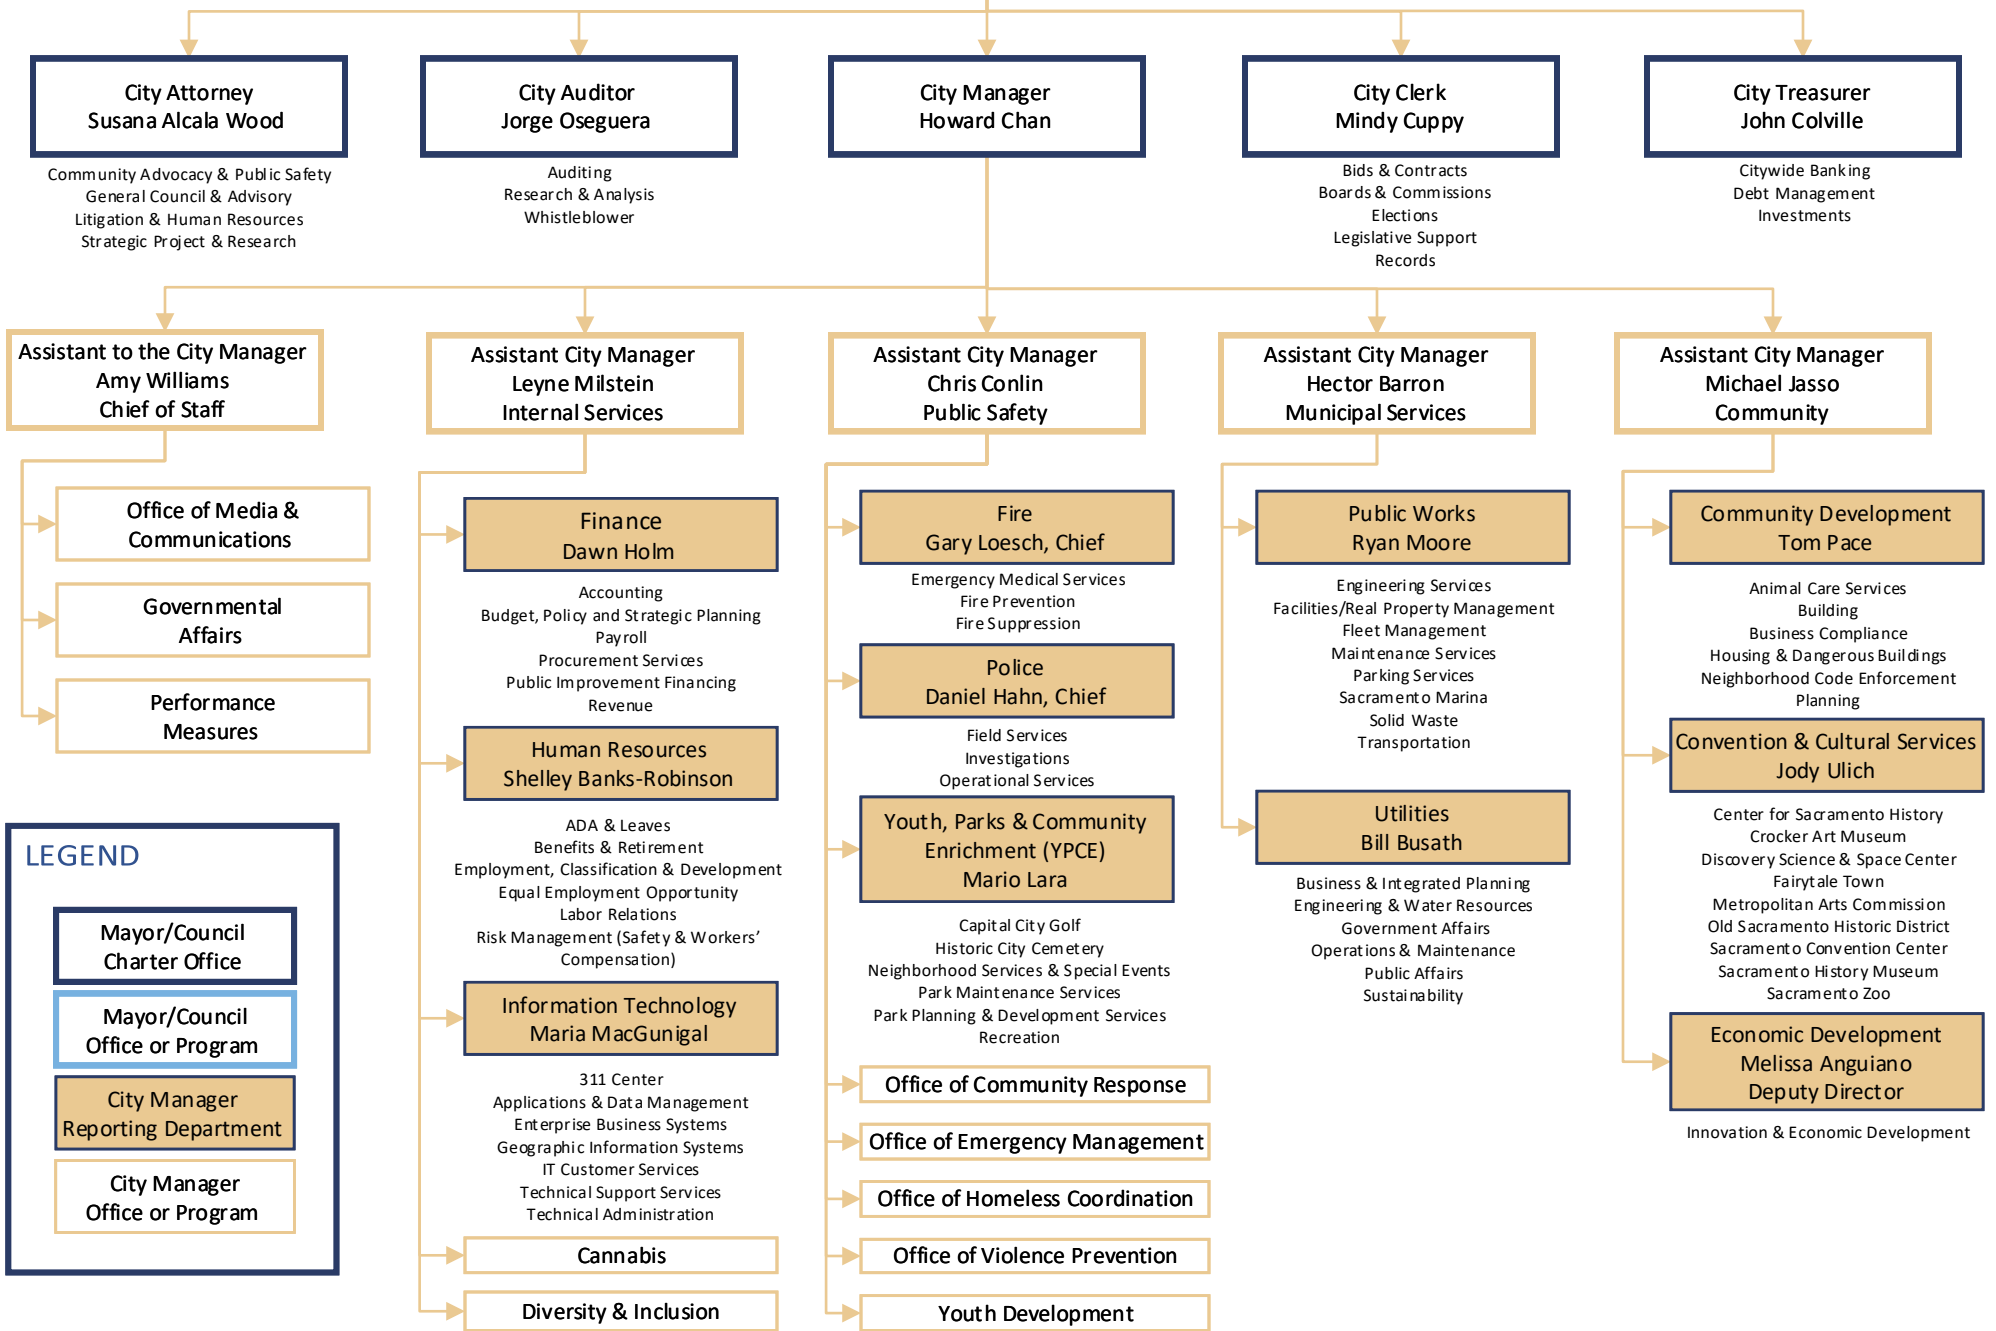 City Attorney
Susana Alcala Wood
Community Advocacy & Public Safety
General Council & Advisory
Litigation & Human Resources
Strategic Project & Research
City Auditor
Jorge Oseguera
Auditing
Research & Analysis
Whistleblower
City Manager
Howard Chan
City Clerk
Mindy Cuppy
Bids & Contracts
Boards & Commissions
Elections
Legislative Support
Records
City Treasurer
John Colville
Citywide Banking
Debt Management
Investments
Assistant to the City Manager
Amy Williams
Chief of Staff
Office of Media &
Communications
Governmental
Affairs
Performance
Measures
Assistant City Manager
Leyne Milstein
Internal Services
Finance
Dawn Holm
Accounting
Budget, Policy and Strategic Planning
Payroll
Procurement Services
Public Improvement Financing
Revenue
Human Resources
Shelley Banks-Robinson
ADA & Leaves
Benefits & Retirement
Employment, Classification & Development
Equal Employment Opportunity
Labor Relations
Risk Management (Safety & Workers’
Compensation)
Information Technology
Maria MacGunigal
311 Center
Applications & Data Management
Enterprise Business Systems
Geographic Information Systems
IT Customer Services
Technical Support Services
Technical Administration
Cannabis
Diversity & Inclusion
Assistant City Manager
Chris Conlin
Public Safety
Fire
Gary Loesch, Chief
Emergency Medical Services
Fire Prevention
Fire Suppression
Police
Daniel Hahn, Chief
Field Services
Investigations
Operational Services
Youth, Parks & Community
Enrichment (YPCE)
Mario Lara
Capital City Golf
Historic City Cemetery
Neighborhood Services & Special Events
Park Maintenance Services
Park Planning & Development Services
Recreation
Office of Community Response
Office of Emergency Management
Office of Homeless Coordination
Office of Violence Prevention
Youth Development
Assistant City Manager
Hector Barron
Municipal Services
Public Works
Ryan Moore
Engineering Services
Facilities/Real Property Management
Fleet Management
Maintenance Services
Parking Services
Sacramento Marina
Solid Waste
Transportation
Utilities
Bill Busath
Business & Integrated Planning
Engineering & Water Resources
Government Affairs
Operations & Maintenance
Public Affairs
Sustainability
Assistant City Manager
Michael Jasso
Community
Community Development
Tom Pace
Animal Care Services
Building
Business Compliance
Housing & Dangerous Buildings
Neighborhood Code Enforcement
Planning
Convention & Cultural Services
Jody Ulich
Center for Sacramento History
Crocker Art Museum
Discovery Science & Space Center
Fairytale Town
Metropolitan Arts Commission
Old Sacramento Historic District
Sacramento Convention Center
Sacramento History Museum
Sacramento Zoo
Economic Development
Melissa Anguiano
Deputy Director
Innovation & Economic Development
LEGEND
Mayor/Council
Charter Office
Mayor/Council
Office or Program
City Manager
Reporting Department
City Manager
Office or Program